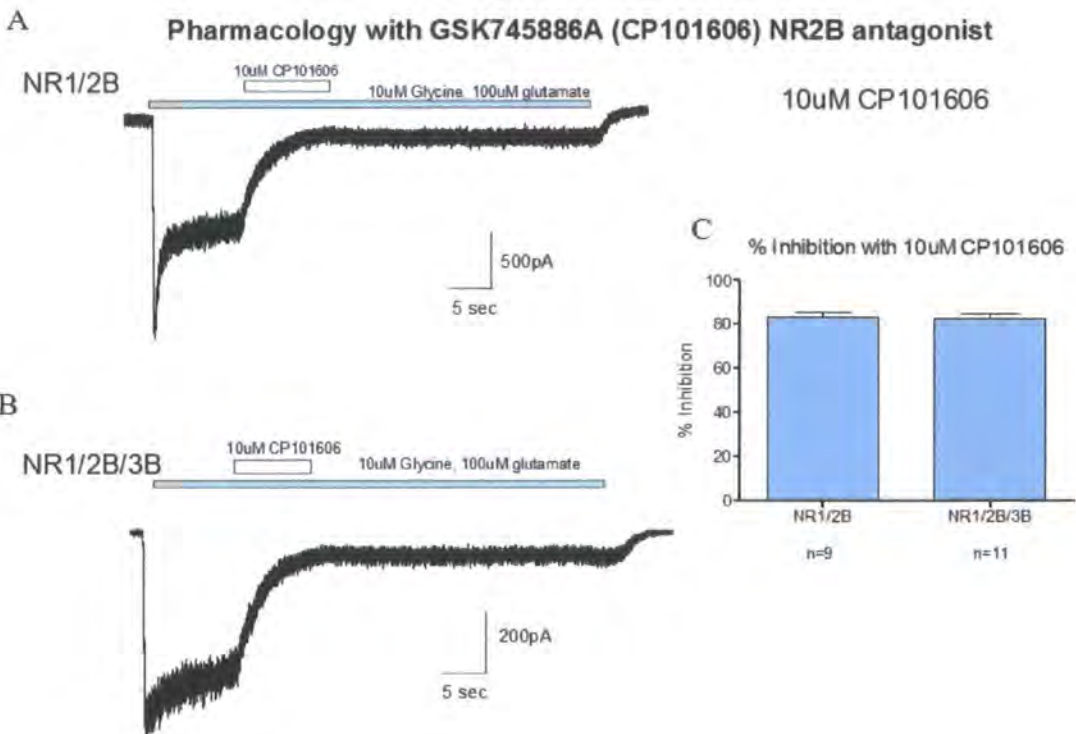 A
Pharmacology with GSK745886A (CP101606) NR2B antagonist
NR1/2B
10uM CP101606
10uM Glycine, 100uM glutamate
10uM CP101606
500pA
5 sec
B
NR1/2B/3B
10uM CP101606
10uM Glycine, 100uM glutamate
200pA
5 sec
C
% Inhibition with 10uM CP101606
% Inhibition
100
80
60
40
20
0
NR1/2B
NR1/2B/3B
n=9
n=11